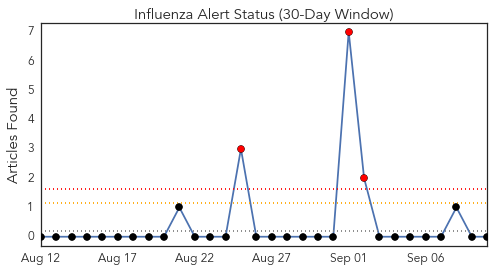 Influenza Alert Status (30-Day Window)
Articles Found
7
6
5
4
3
2
1
0
Aug 12 Aug 17 Aug 22 Aug 27 Sep 01 Sep 06